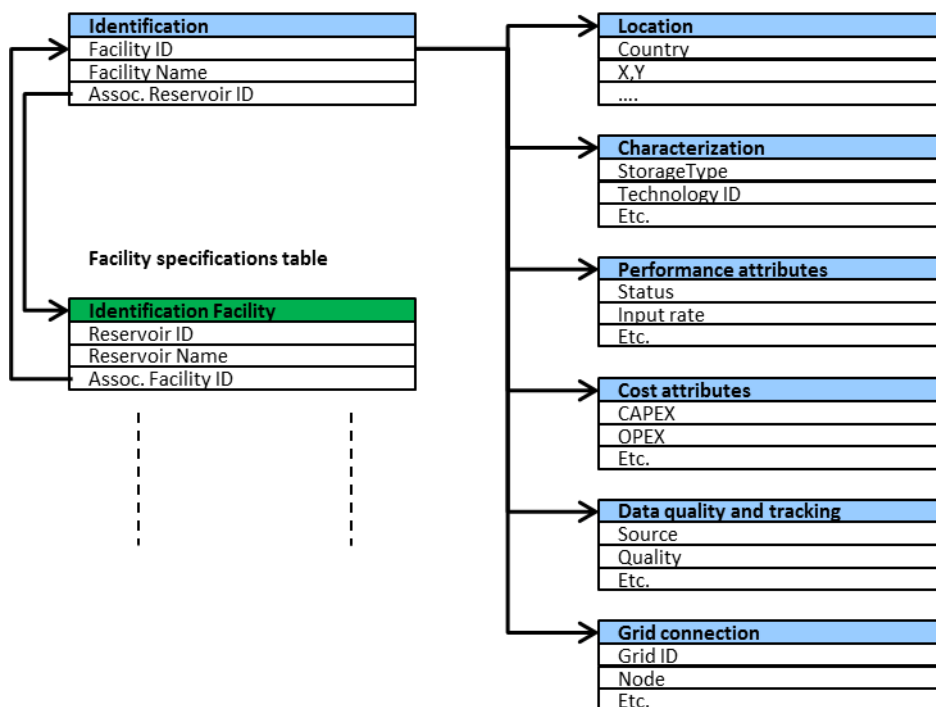 Identification
Facility ID
Facility Name
Assoc. Reservoir ID
Facility specifications table
Identification Facility
Reservoir ID
Reservoir Name
Assoc. Facility ID
Location
Country
X,Y
....
Characterization
StorageType
Technology ID
Etc.
Performance attributes
Status
Input rate
Etc.
Cost attributes
CAPEX
OPEX
Etc.
Data quality and tracking
Source
Quality
Etc.
Grid connection
Grid ID
Node
Etc.